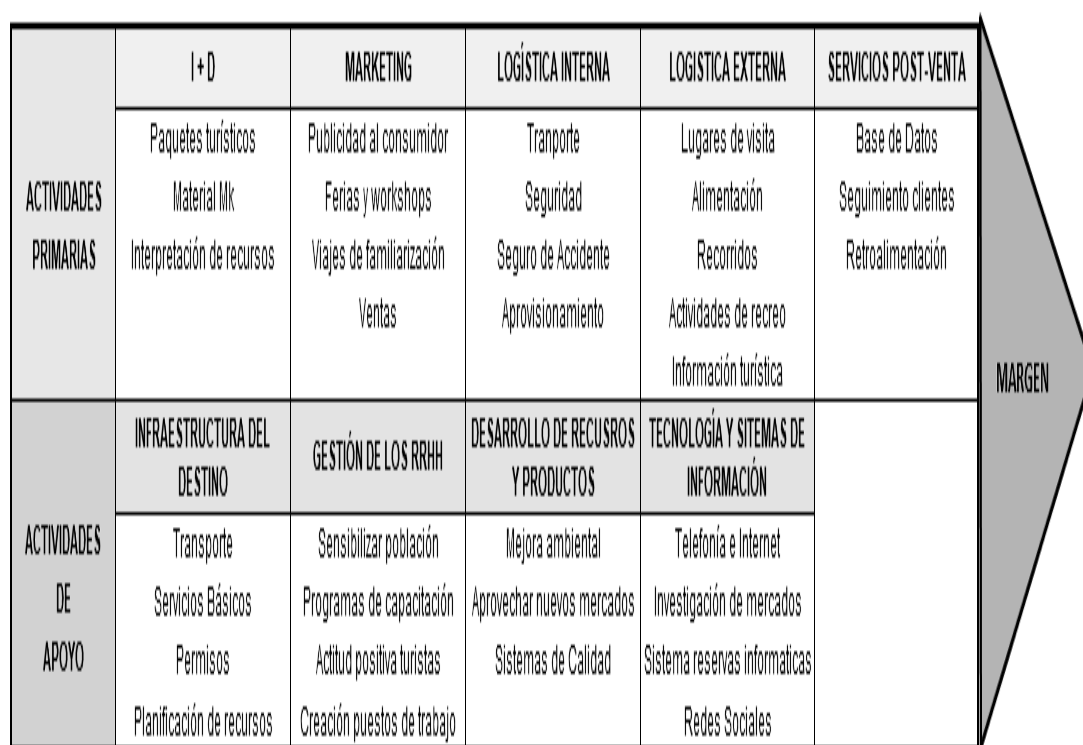 I + D
MARKETING
LOGÍSTICA INTERNA
LOGISTICA EXTERNA
SERVICIOS POST-VENTA
ACTIVIDADES
PRIMARIAS
Paquetes turísticos
Material Mk
Interpretación de recursos
Publicidad al consumidor
Ferias y workshops
Viajes de familiarización
Ventas
Tranporte
Seguridad
Seguro de Accidente
Aprovisionamiento
Lugares de visita
Alimentación
Recorridos
Actividades de recreo
Información turística
Base de Datos
Seguimiento clientes
Retroalimentación
MARGEN
ACTIVIDADES
DE
APOYO
INFRAESTRUCTURA DEL
DESTINO
GESTIÓN DE LOS RRHH
DESARROLLO DE RECUSROS
Y PRODUCTOS
TECNOLOGÍA Y SITEMAS DE
INFORMACIÓN
Transporte
Servicios Básicos
Permisos
Planificación de recursos
Sensibilizar población
Programas de capacitación
Actitud positiva turistas
Creación puestos de trabajo
Mejora ambiental
Aprovechar nuevos mercados
Sistemas de Calidad
Telefonía e Internet
Investigación de mercados
Sistema reservas informaticas
Redes Sociales